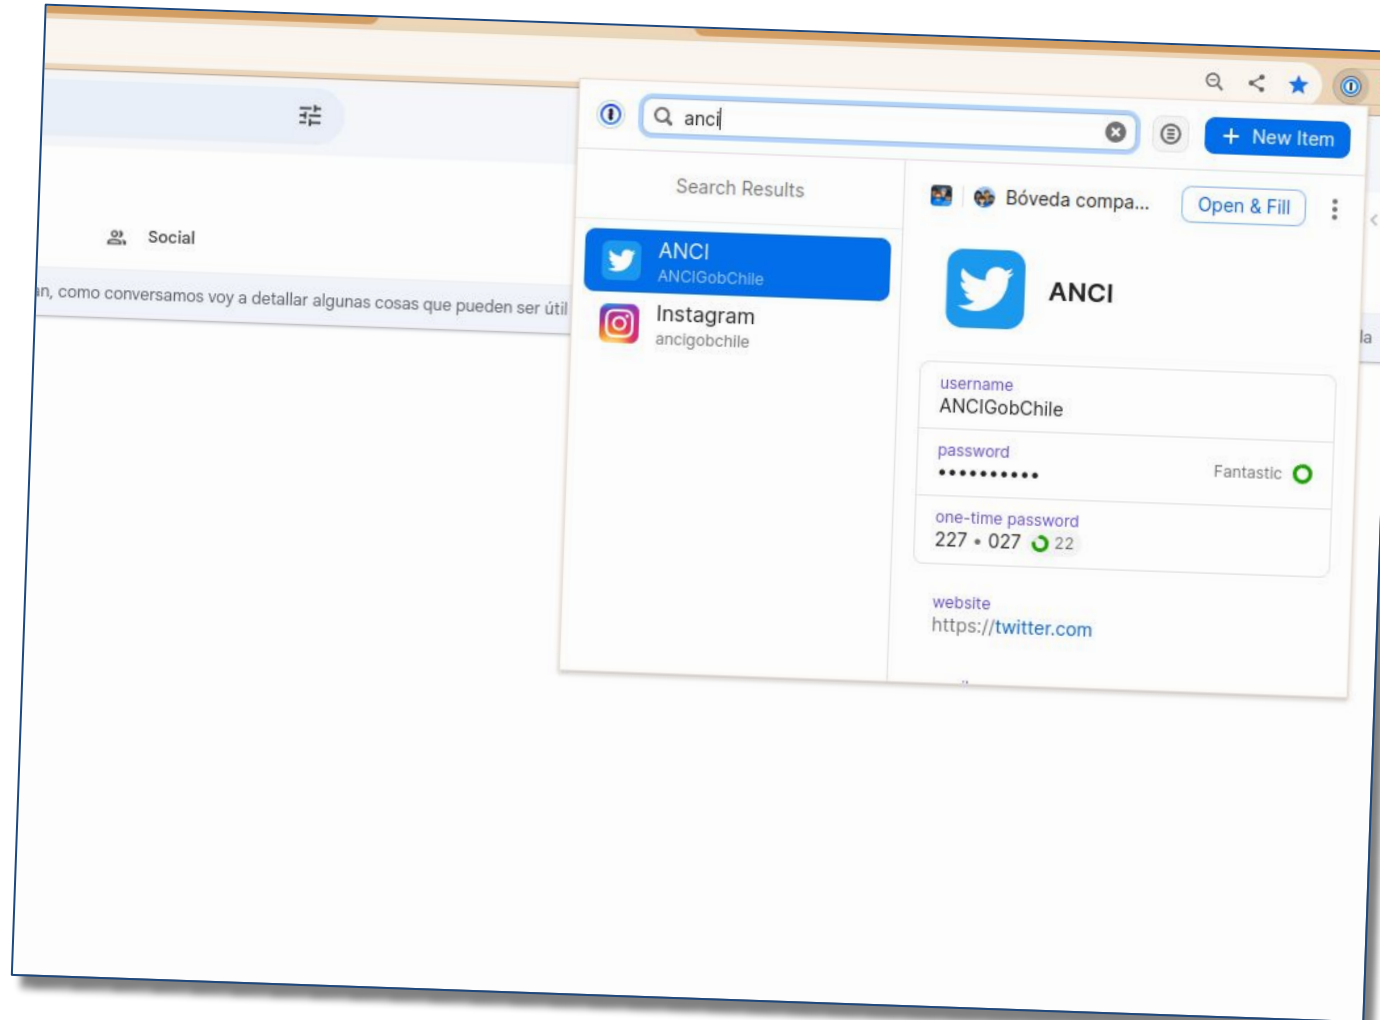 anci
New Item
Search Results
Bóveda compa...
Open & Fill
Social
ANCI
ANCIGobChile
ANCI
an, como conversamos voy a detallar algunas cosas que pueden ser útil
Instagram
ancigobchile
la
username
ANCIGobChile
password
••••••••••
Fantastic
one-time password
227 • 027
22
website
https://twitter.com